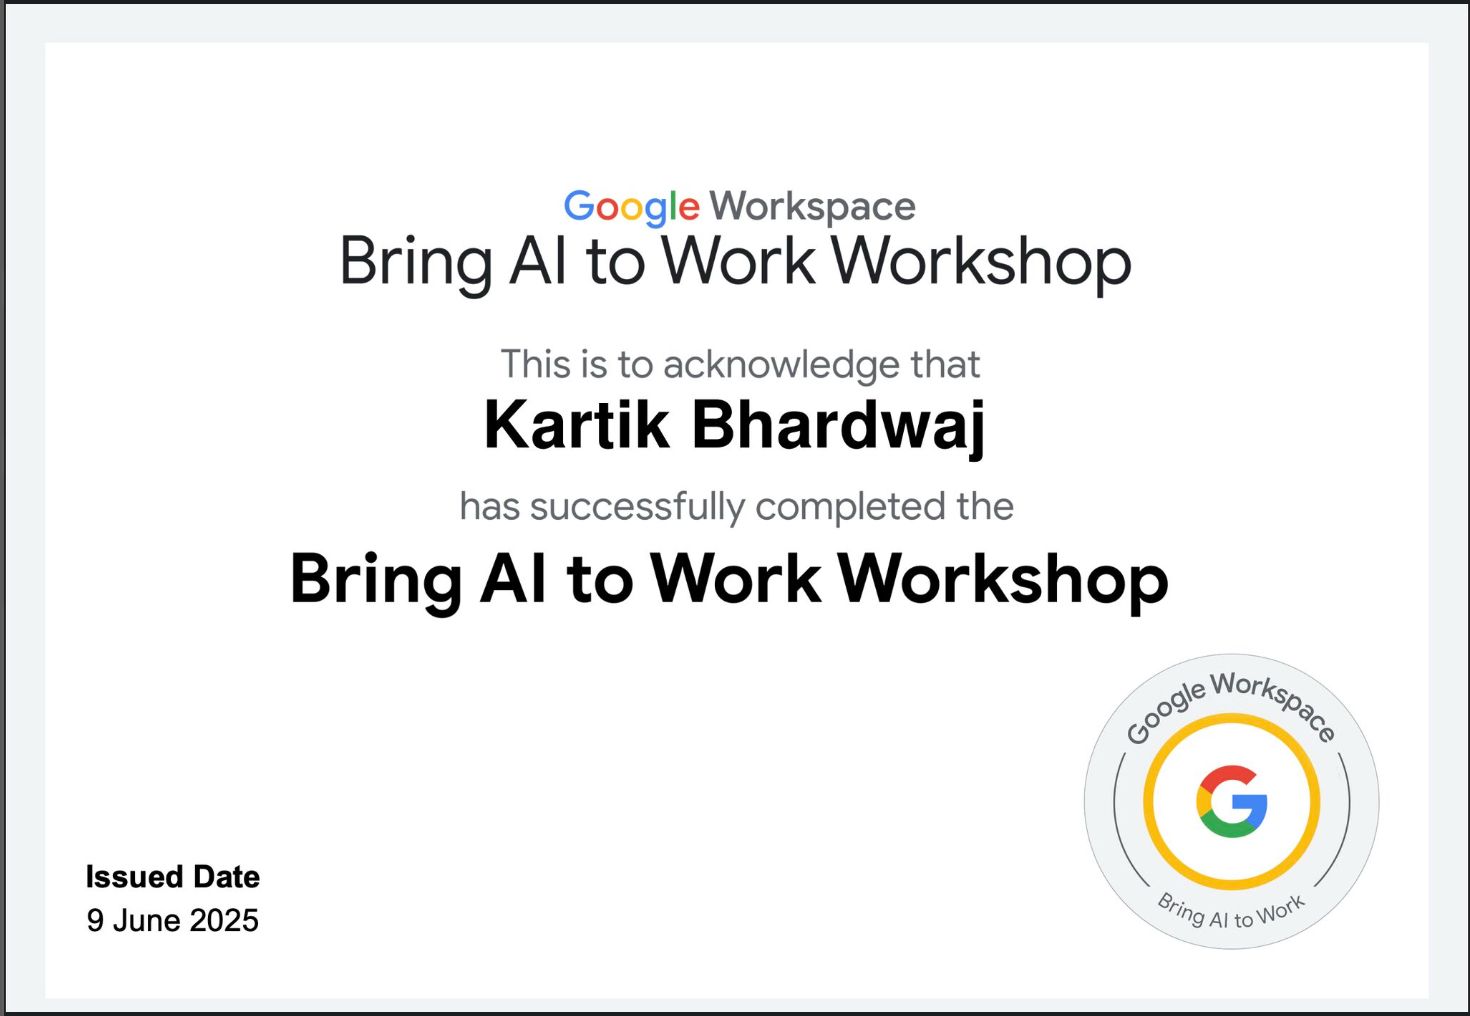 Google Workspace
Bring AI to Work Workshop
This is to acknowledge that
Kartik Bhardwaj
has successfully completed the
Bring AI to Work Workshop
Google Workspace
G
Bring AI to Work
Issued Date
9 June 2025